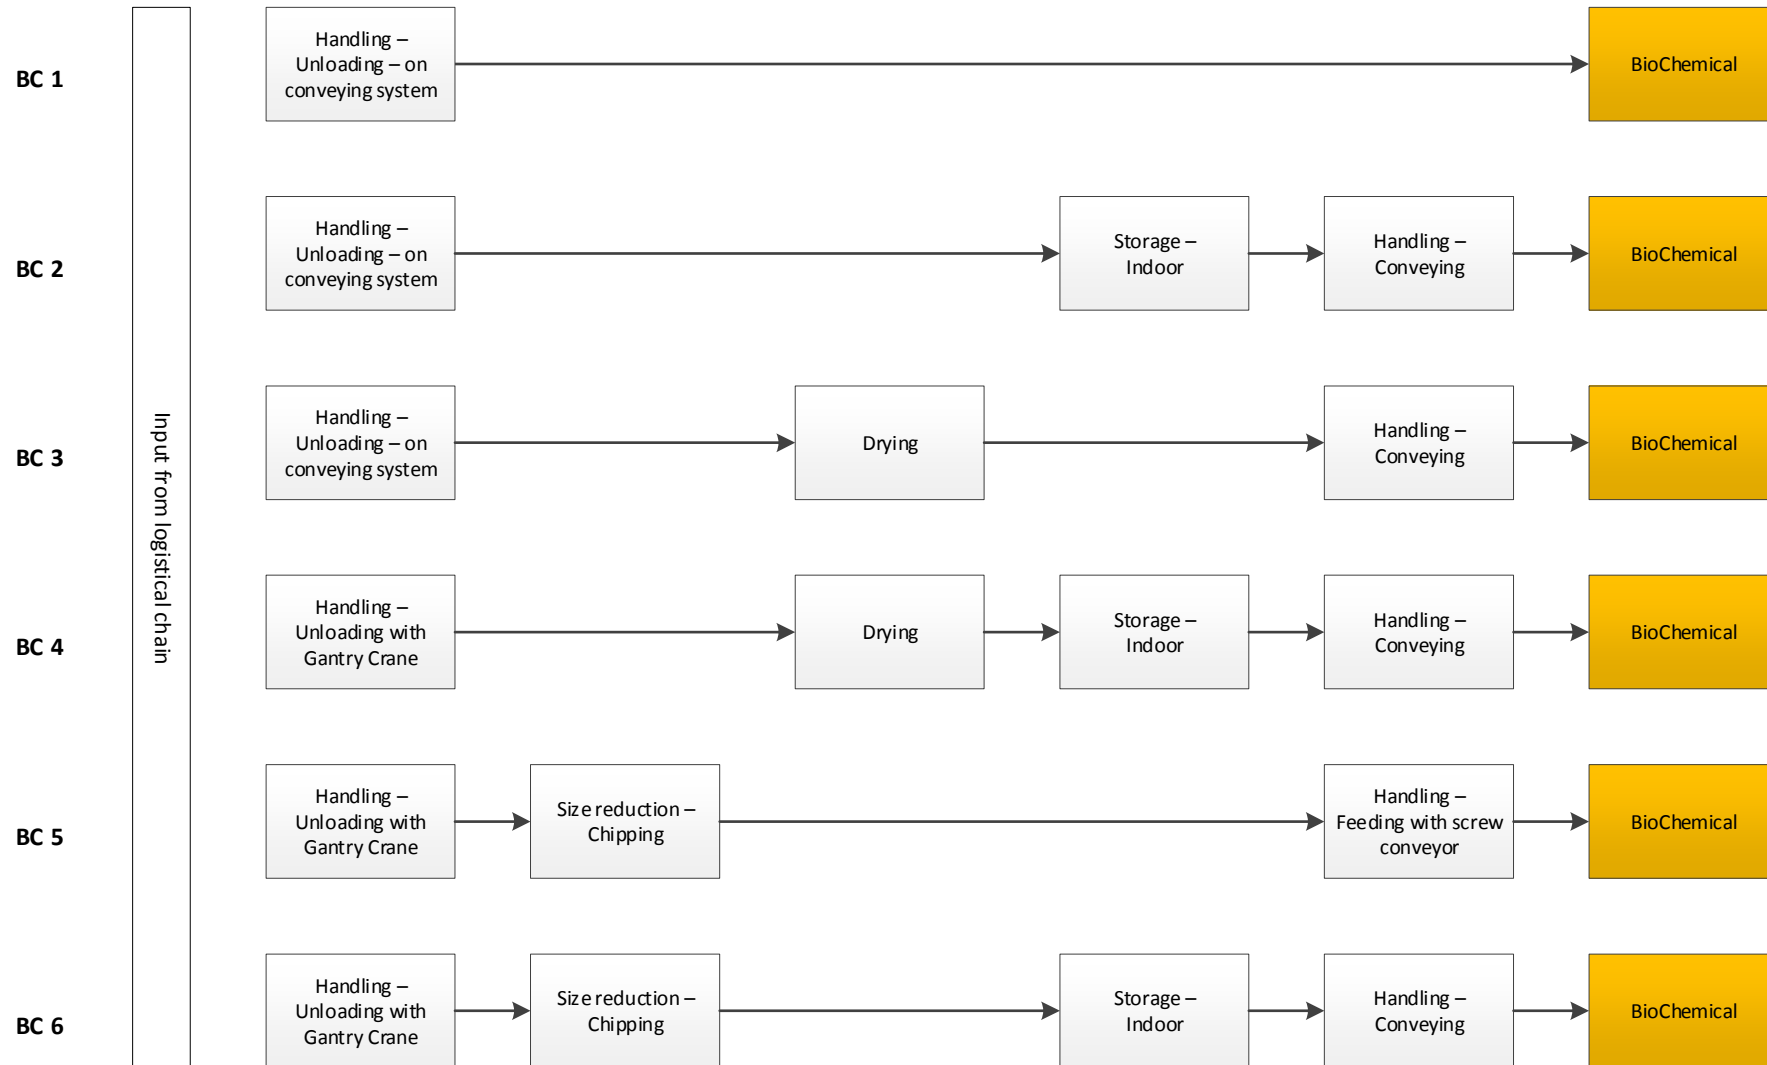 BC 1
Handling –
Unloading – on
conveying system
BioChemical
BC 2
Handling –
Unloading – on
conveying system
Storage –
Indoor
Handling –
Conveying
BioChemical
Input from logistical chain
BC 3
Handling –
Unloading – on
conveying system
Drying
Handling –
Conveying
BioChemical
BC 4
Handling –
Unloading with
Gantry Crane
Drying
Storage –
Indoor
Handling –
Conveying
BioChemical
BC 5
Handling –
Unloading with
Gantry Crane
Size reduction –
Chipping
Handling –
Feeding with screw
conveyor
BioChemical
BC 6
Handling –
Unloading with
Gantry Crane
Size reduction –
Chipping
Storage –
Indoor
Handling –
Conveying
BioChemical